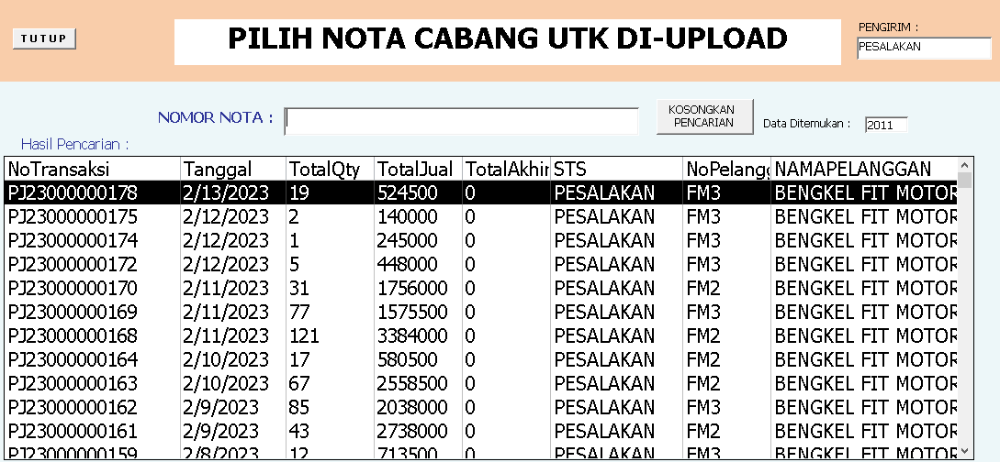 TUTUP
PILIH NOTA CABANG UTK DI-UPLOAD
PENGIRIM :
PESALAKAN
NOMOR NOTA :
KOSONGKAN
PENCARIAN
Data Ditemukan : 2011
Hasil Pencarian :
NoTransaksi Tanggal TotalQty TotalJual TotalAkhir STS NoPelangg NAMAPELANGGAN
PJ23000000178 2/13/2023 19 524500 0 PESALAKAN FM3 BENGKEL FIT MOTOR
PJ23000000175 2/12/2023 2 140000 0 PESALAKAN FM3 BENGKEL FIT MOTOR
PJ23000000174 2/12/2023 1 245000 0 PESALAKAN FM3 BENGKEL FIT MOTOR
PJ23000000172 2/12/2023 5 448000 0 PESALAKAN FM3 BENGKEL FIT MOTOR
PJ23000000170 2/11/2023 31 1756000 0 PESALAKAN FM2 BENGKEL FIT MOTOR
PJ23000000169 2/11/2023 77 1575500 0 PESALAKAN FM3 BENGKEL FIT MOTOR
PJ23000000168 2/11/2023 121 3384000 0 PESALAKAN FM2 BENGKEL FIT MOTOR
PJ23000000164 2/10/2023 17 580500 0 PESALAKAN FM2 BENGKEL FIT MOTOR
PJ23000000163 2/10/2023 67 2558500 0 PESALAKAN FM2 BENGKEL FIT MOTOR
PJ23000000162 2/9/2023 85 2038000 0 PESALAKAN FM3 BENGKEL FIT MOTOR
PJ23000000161 2/9/2023 43 2738000 0 PESALAKAN FM2 BENGKEL FIT MOTOR
PJ23000000159 2/8/2023 12 713500 0 PESALAKAN FM3 BENGKEL FIT MOTOR